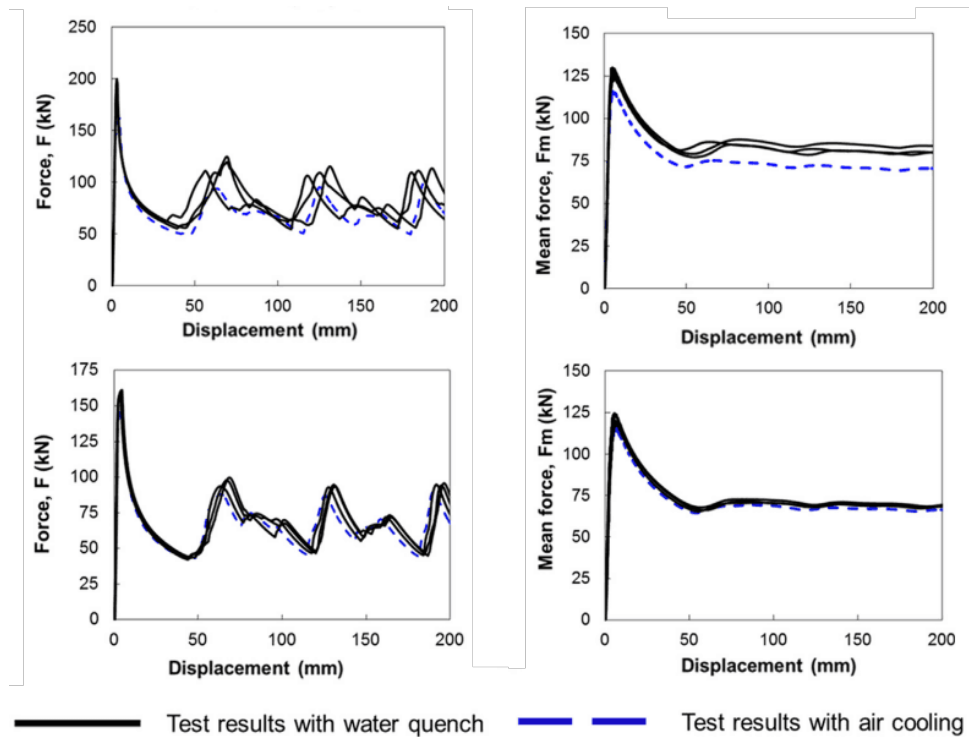 250
200
150
100
50
0
Force, F (kN)
0 50 100 150 200
Displacement (mm)
150
125
100
75
50
25
0
Mean force, Fm (kN)
0 50 100 150 200
Displacement (mm)
175
150
125
100
75
50
25
0
Force, F (kN)
0 50 100 150 200
Displacement (mm)
150
125
100
75
50
25
0
Mean force, Fm (kN)
0 50 100 150 200
Displacement (mm)
Test results with water quench Test results with air cooling